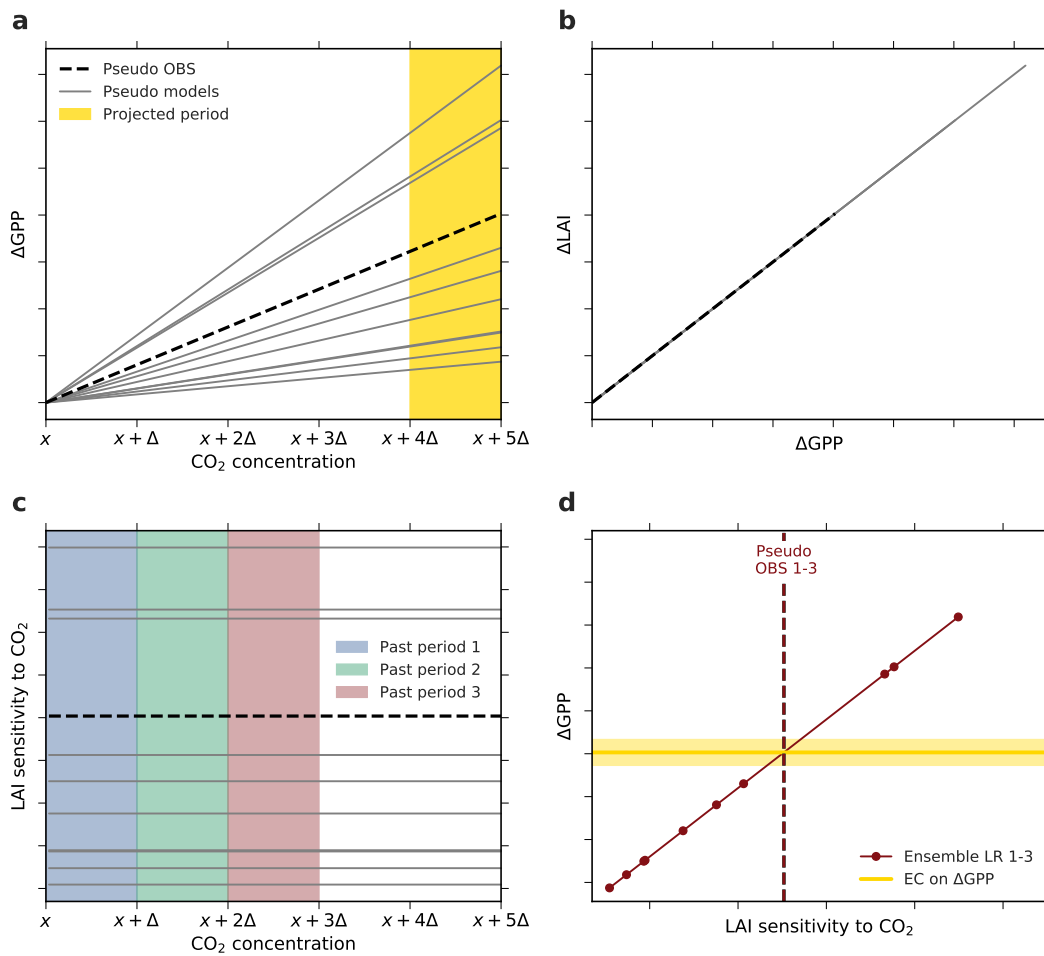 a
Pseudo OBS
Pseudo models
Projected period
ΔGPP
x
x + Δ
x + 2Δ
x + 3Δ
x + 4Δ
x + 5Δ
CO₂ concentration
b
ΔLAI
ΔGPP
c
LAI sensitivity to CO₂
Past period 1
Past period 2
Past period 3
x
x + Δ
x + 2Δ
x + 3Δ
x + 4Δ
x + 5Δ
CO₂ concentration
d
Pseudo
OBS 1-3
ΔGPP
Ensemble LR 1-3
EC on ΔGPP
LAI sensitivity to CO₂